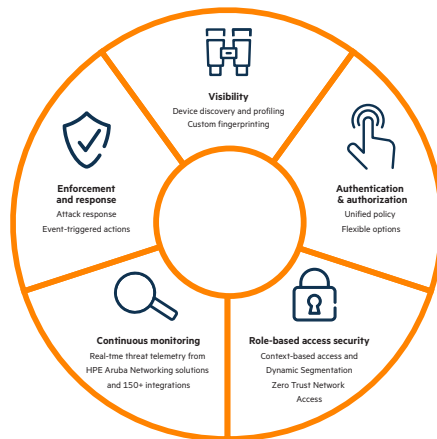 Visibility
Device discovery and profiling
Custom fingerprinting
Authentication
& authorization
Unified policy
Flexible options
Role-based access security
Context-based access and
Dynamic Segmentation
Zero Trust Network
Access
Continuous monitoring
Real-tme threat telemetry from
HPE Aruba Networking solutions
and 150+ integrations
Enforcement
and response
Attack response
Event-triggered actions